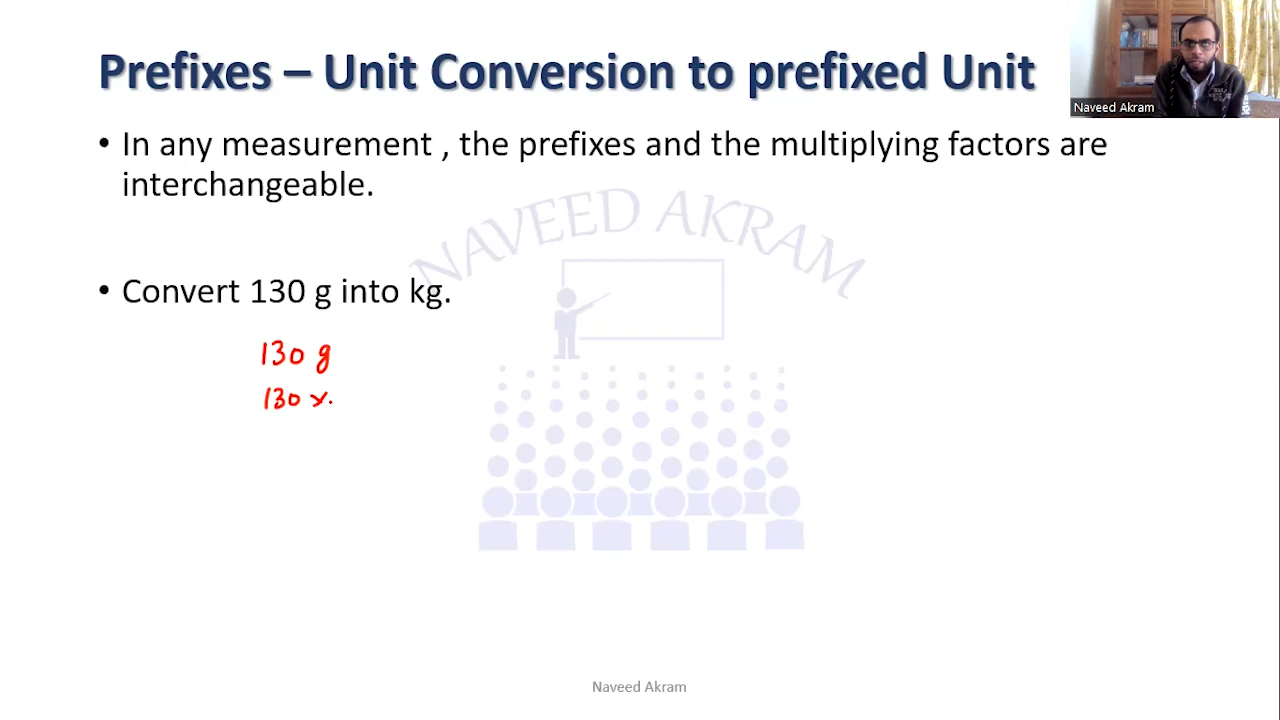 Prefixes – Unit Conversion to prefixed Unit
Naveed Akram
• In any measurement , the prefixes and the multiplying factors are
interchangeable.
NAVEED AKRAM
• Convert 130 g into kg.
130 g
130 x
Naveed Akram